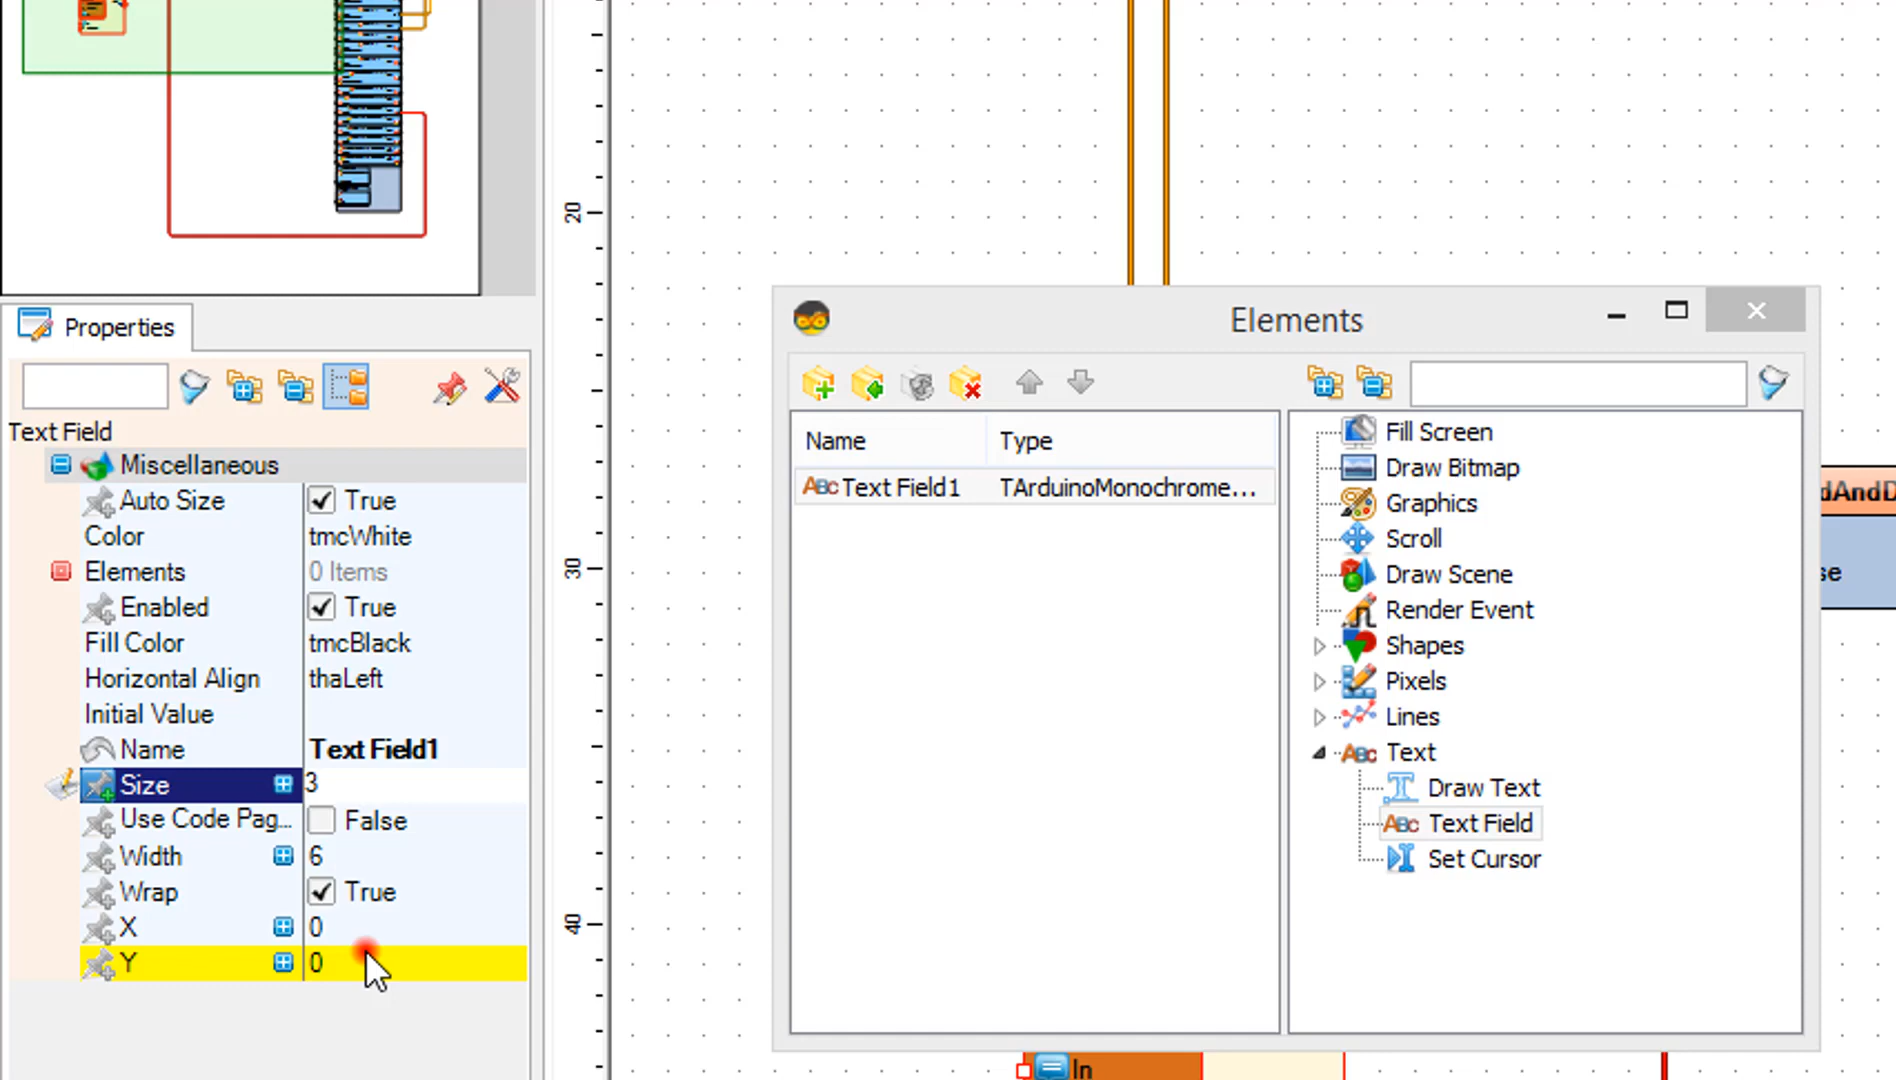 20
30
40
Properties
Text Field
Miscellaneous
Auto Size True
Color tmcWhite
Elements 0 Items
Enabled True
Fill Color tmcBlack
Horizontal Align thaLeft
Initial Value
Name Text Field1
Size 3
Use Code Pag... False
Width 6
Wrap True
X 0
Y 0
Elements
Name Type
ABC Text Field1 TArduinoMonochrome...
Fill Screen
Draw Bitmap
Graphics
Scroll
Draw Scene
Render Event
Shapes
Pixels
Lines
ABC Text
Draw Text
ABC Text Field
Set Cursor
dAndD
se
In